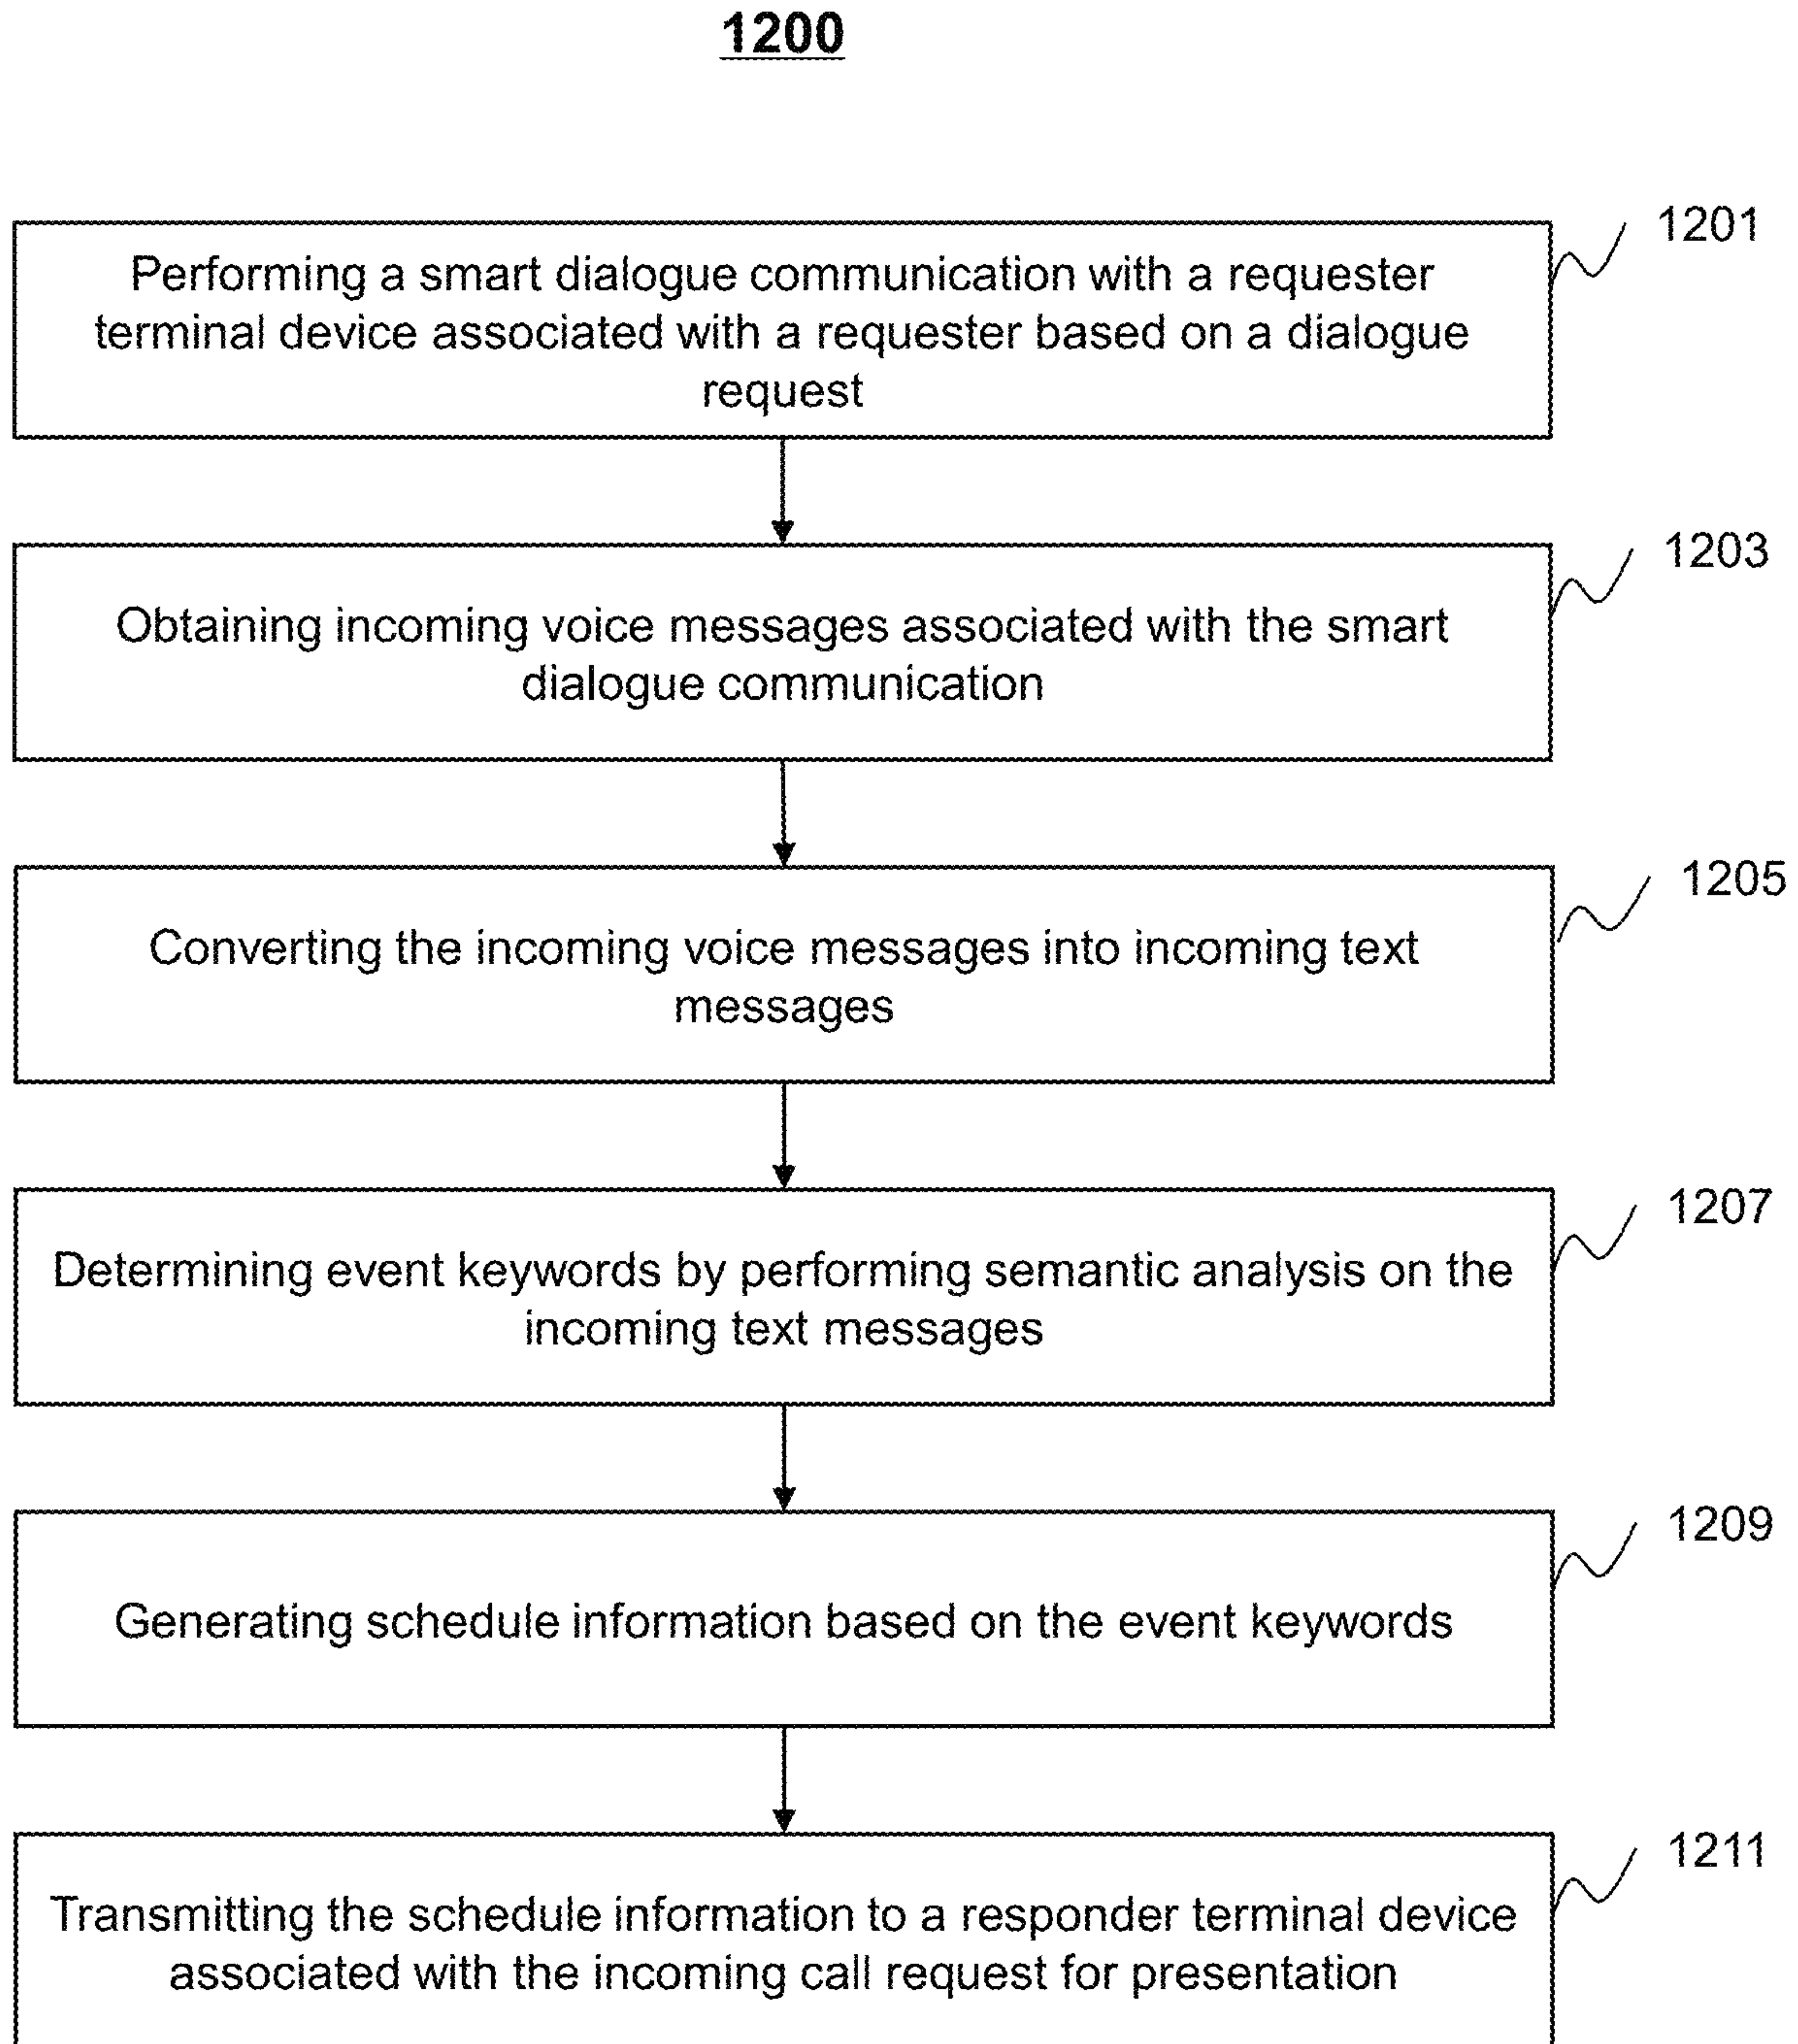 1200
1201
Performing a smart dialogue communication with a requester
terminal device associated with a requester based on a dialogue
request
1203
Obtaining incoming voice messages associated with the smart
dialogue communication
1205
Converting the incoming voice messages into incoming text
messages
1207
Determining event keywords by performing semantic analysis on the
incoming text messages
1209
Generating schedule information based on the event keywords
1211
Transmitting the schedule information to a responder terminal device
associated with the incoming call request for presentation